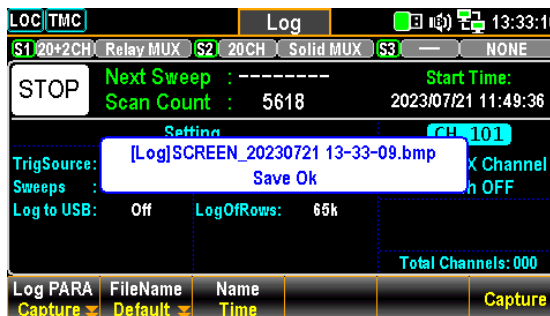 LOC TMC Log 13:33:1
S1 20+2CH Relay MUX S2 20CH Solid MUX S3 — NONE
STOP
Next Sweep : --------
Scan Count : 5618
Start Time:
2023/07/21 11:49:36
Setting
CH 101
[Log]SCREEN_20230721 13-33-09.bmp
Save Ok
TrigSource:
X Channel
Sweeps :
OFF
Log to USB: Off LogOfRows: 65k
Total Channels: 000
Log PARA FileName Name
Capture Default Time Capture